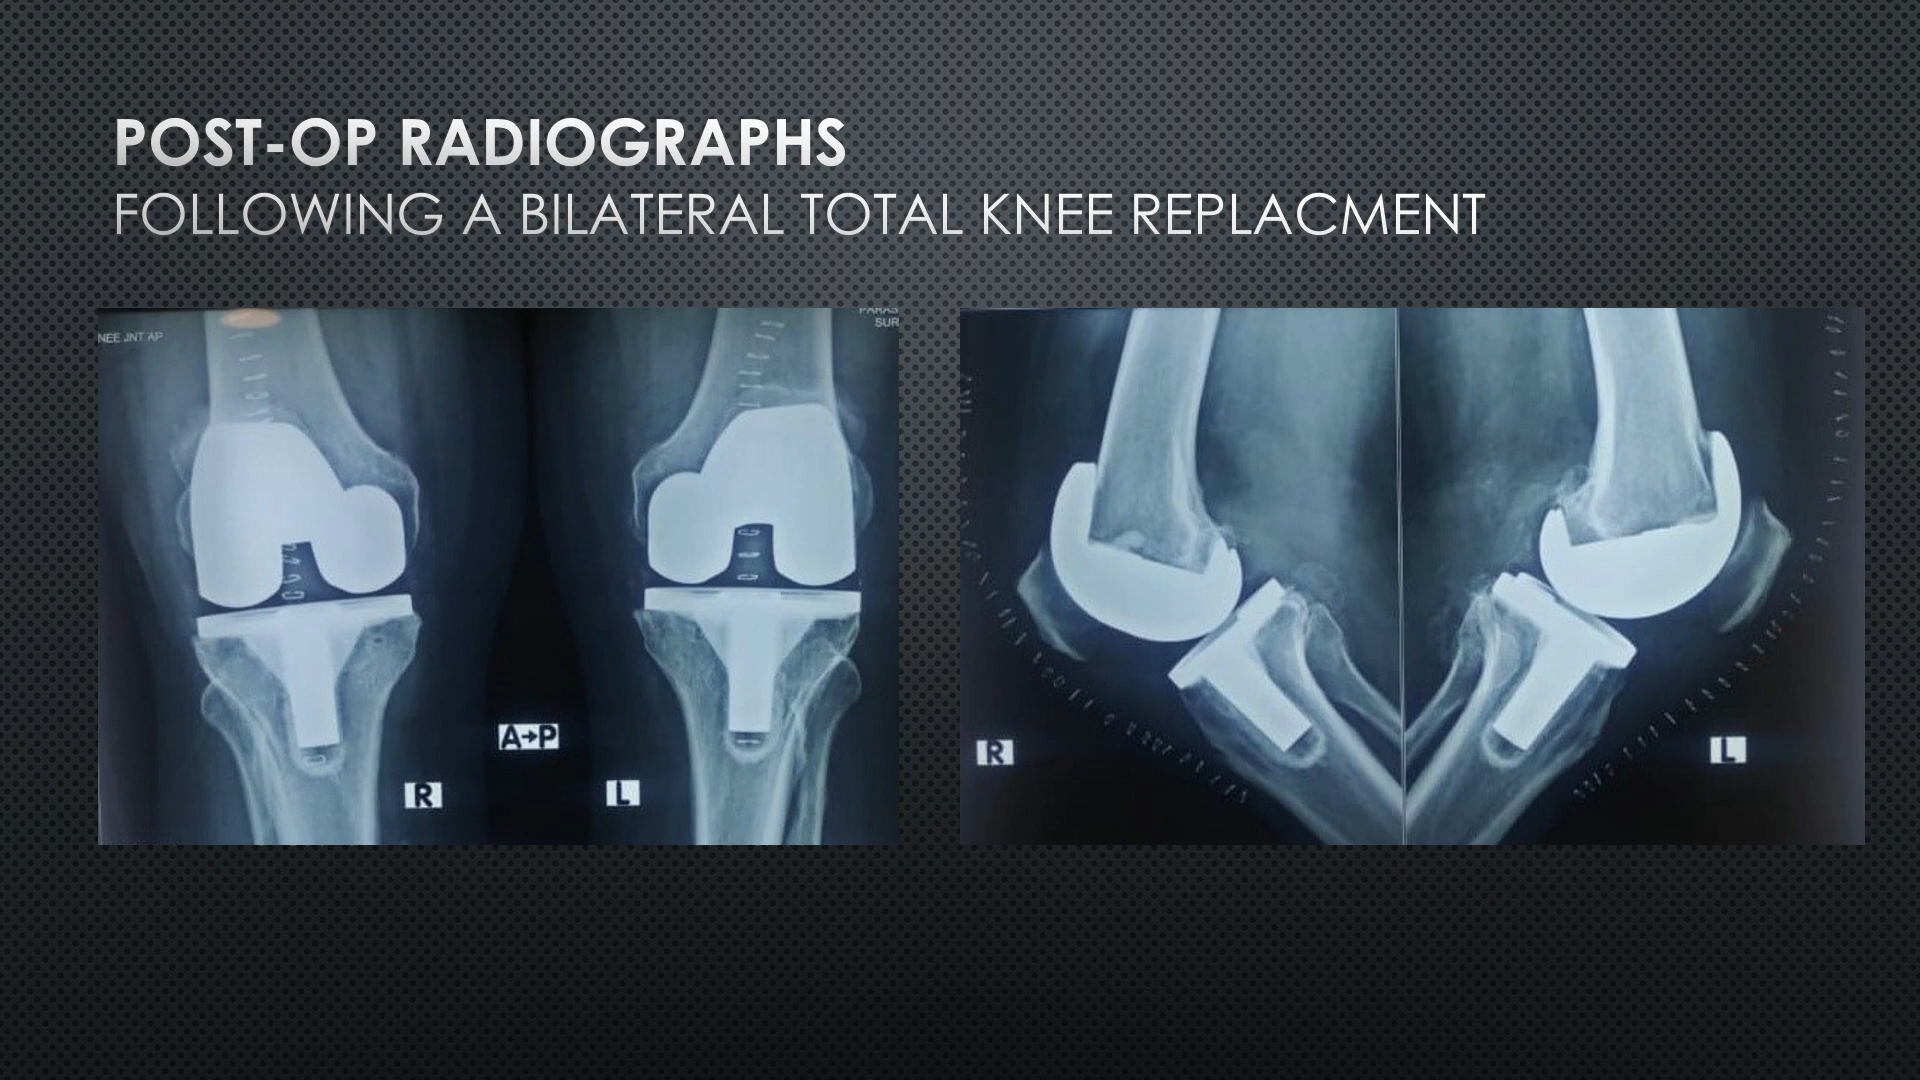 POST-OP RADIOGRAPHS
FOLLOWING A BILATERAL TOTAL KNEE REPLACMENT
NEE JNT AP
PARAS
SUR
A→P
R
L
R
L